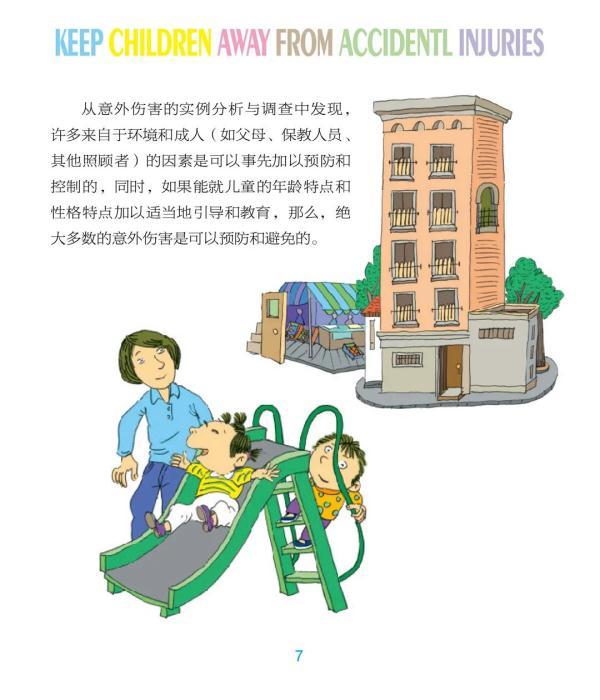 KEEP CHILDREN AWAY FROM ACCIDENTL INJURIES
从意外伤害的实例分析与调查中发现，
许多来自于环境和成人（如父母、保教人员、
其他照顾者）的因素是可以事先加以预防和
控制的，同时，如果能就儿童的年龄特点和
性格特点加以适当地引导和教育，那么，绝
大多数的意外伤害是可以预防和避免的。
7